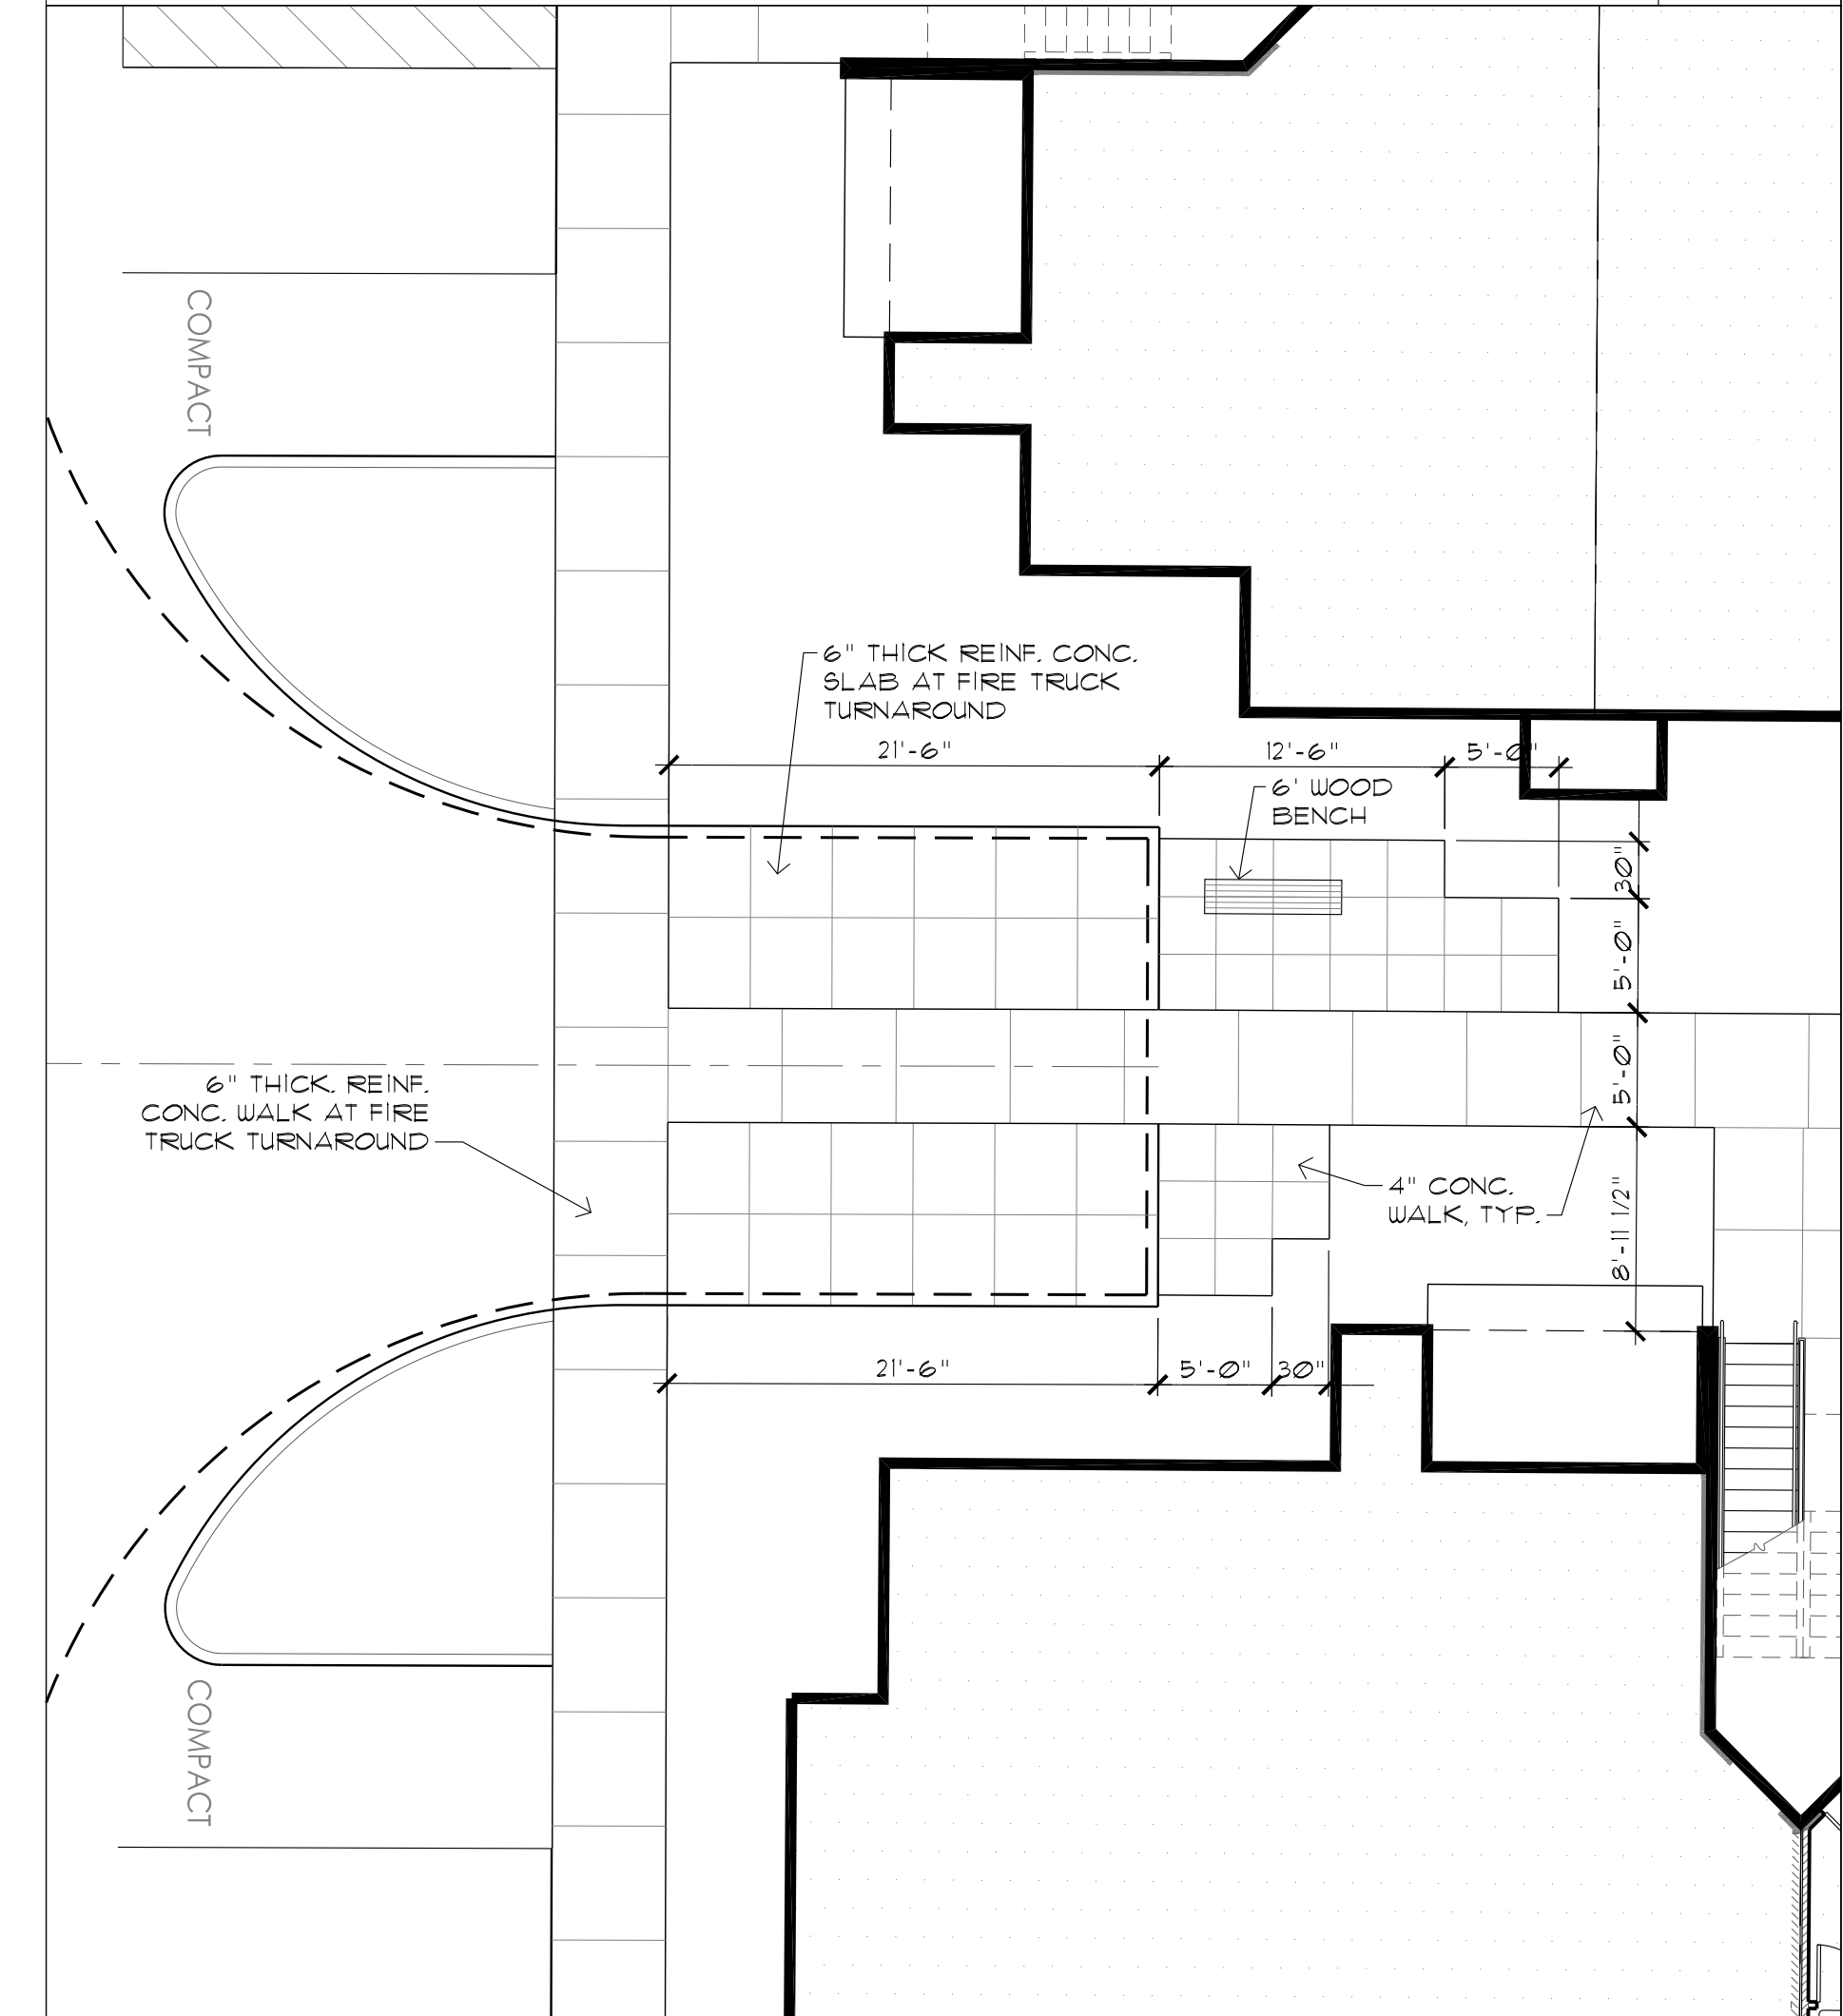 COMPACT
6" THICK REINF. CONC.
SLAB AT FIRE TRUCK
TURNAROUND
21'-6"
12'-6"
5'-0"
6' WOOD
BENCH
30"
5'-0"
5'-0"
6" THICK. REINF.
CONC. WALK AT FIRE
TRUCK TURNAROUND
4" CONC.
WALK, TYP.
8'-11 1/2"
21'-6"
5'-0"
30"
COMPACT